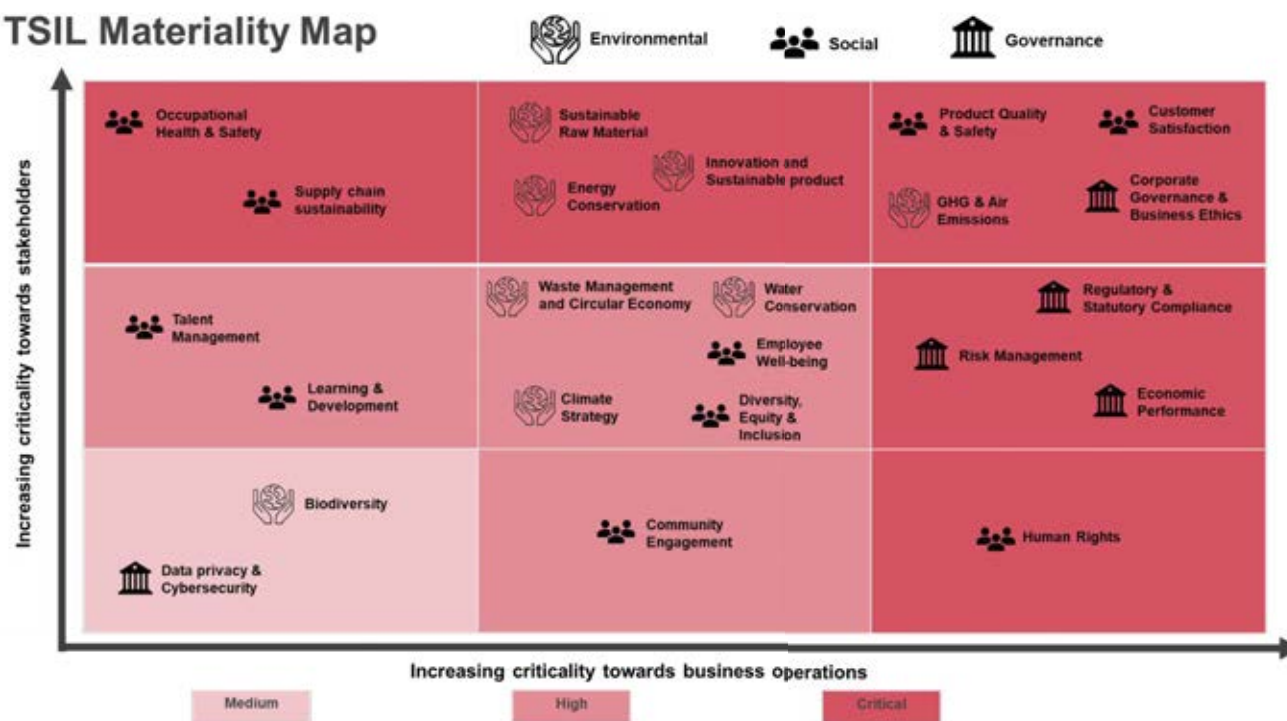 TSIL Materiality Map
Environmental
Social
Governance
Increasing criticality towards stakeholders
Occupational
Health & Safety
Supply chain
sustainability
Sustainable
Raw Material
Innovation and
Sustainable product
Energy
Conservation
Product Quality
& Safety
Customer
Satisfaction
GHG & Air
Emissions
Corporate
Governance &
Business Ethics
Talent
Management
Learning &
Development
Waste Management
and Circular Economy
Water
Conservation
Employee
Well-being
Climate
Strategy
Diversity,
Equity &
Inclusion
Regulatory &
Statutory Compliance
Risk Management
Economic
Performance
Biodiversity
Data privacy &
Cybersecurity
Community
Engagement
Human Rights
Increasing criticality towards business operations
Medium
High
Critical